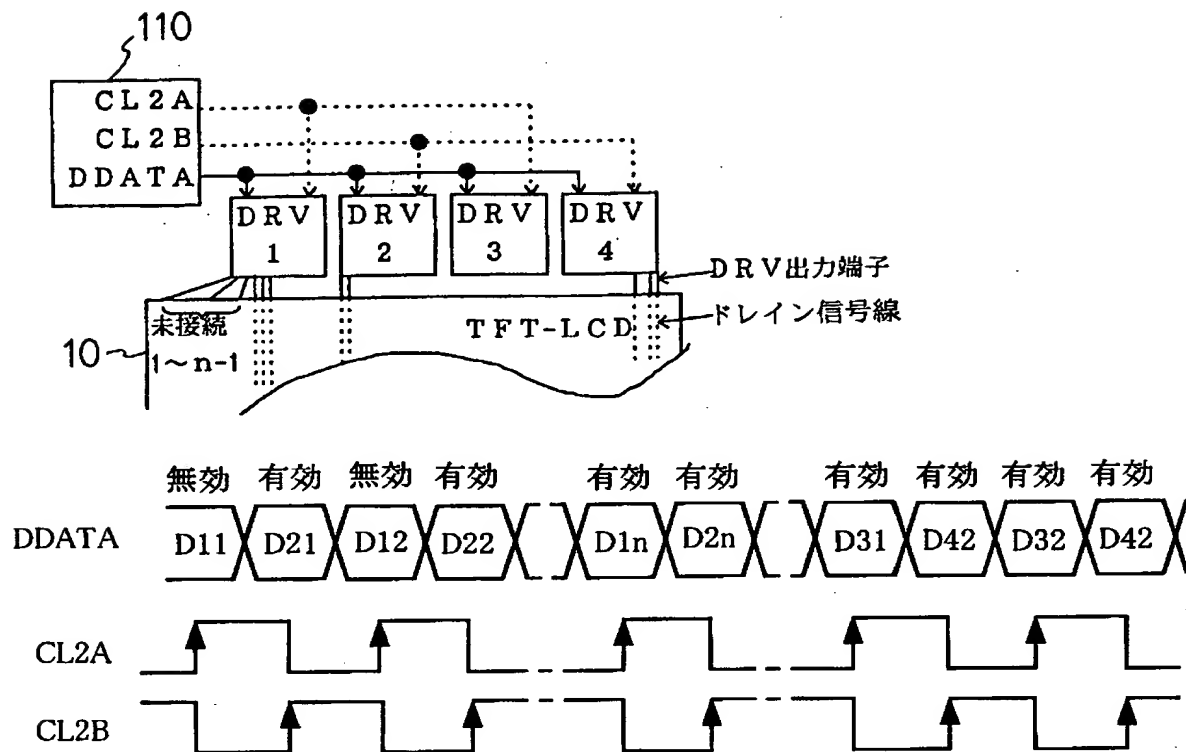 110
CL2A
CL2B
DDATA
DRV 1
DRV 2
DRV 3
DRV 4
DRV出力端子
ドレイン信号線
TFT-LCD
未接続
1〜n-1
10
無効 有効 無効 有効 有効 有効 有効 有効 有効 有効
DDATA D11 D21 D12 D22 D1n D2n D31 D42 D32 D42
CL2A
CL2B